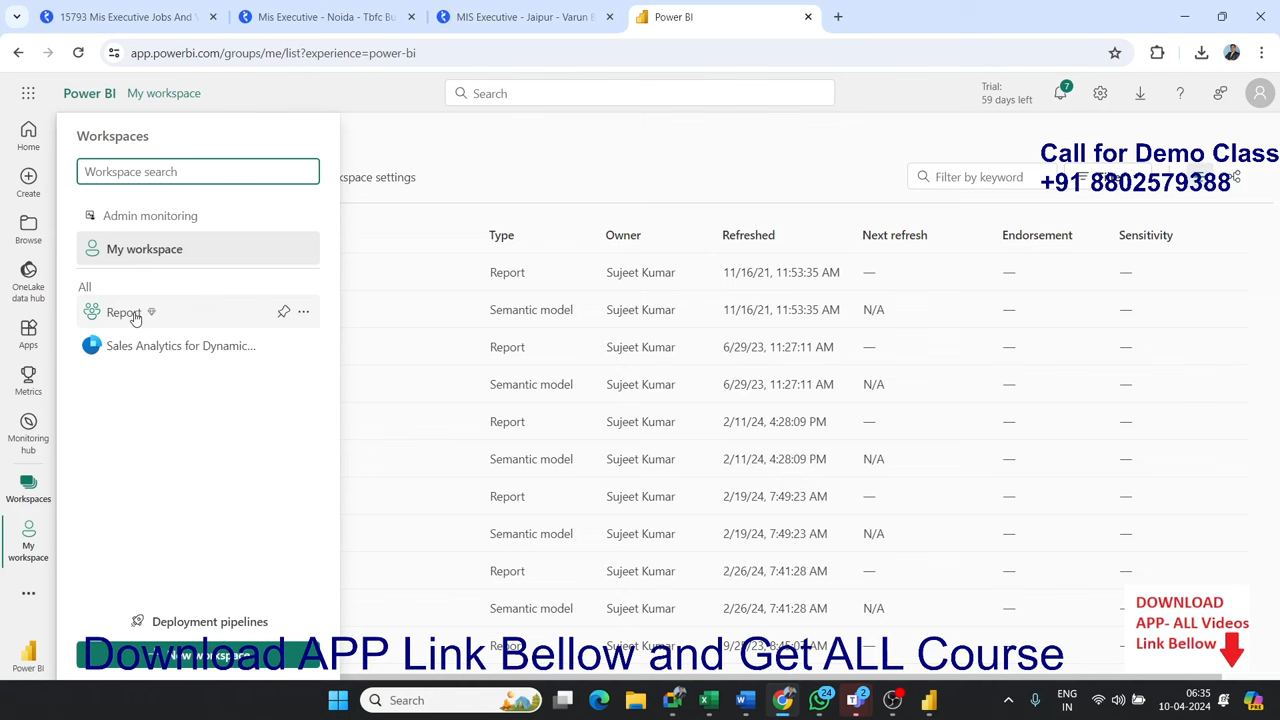 15793 Mis Executive Jobs And V
Mis Executive - Noida - Tbfc Bu
MIS Executive - Jaipur - Varun B
Power BI
app.powerbi.com/groups/me/list?experience=power-bi
Power BI
My workspace
Search
Trial:
59 days left
7
Home
Create
Browse
OneLake
data hub
Apps
Metrics
Monitoring
hub
Workspaces
My
workspace
Power BI
Workspaces
Workspace search
Admin monitoring
My workspace
All
Report
Sales Analytics for Dynamic...
Deployment pipelines
New workspace
kspace settings
Filter by keyword
Call for Demo Class
+91 8802579388
Type Owner Refreshed Next refresh Endorsement Sensitivity
Report Sujeet Kumar 11/16/21, 11:53:35 AM — — —
Semantic model Sujeet Kumar 11/16/21, 11:53:35 AM N/A — —
Report Sujeet Kumar 6/29/23, 11:27:11 AM — — —
Semantic model Sujeet Kumar 6/29/23, 11:27:11 AM N/A — —
Report Sujeet Kumar 2/11/24, 4:28:09 PM — — —
Semantic model Sujeet Kumar 2/11/24, 4:28:09 PM N/A — —
Report Sujeet Kumar 2/19/24, 7:49:23 AM — — —
Semantic model Sujeet Kumar 2/19/24, 7:49:23 AM N/A — —
Report Sujeet Kumar 2/26/24, 7:41:28 AM — — —
Semantic model Sujeet Kumar 2/26/24, 7:41:28 AM N/A — —
Report Sujeet Kumar
Download APP Link Bellow and Get ALL Course
DOWNLOAD
APP- ALL Videos
Link Bellow
Search
24
2
ENG
IN
06:35
10-04-2024